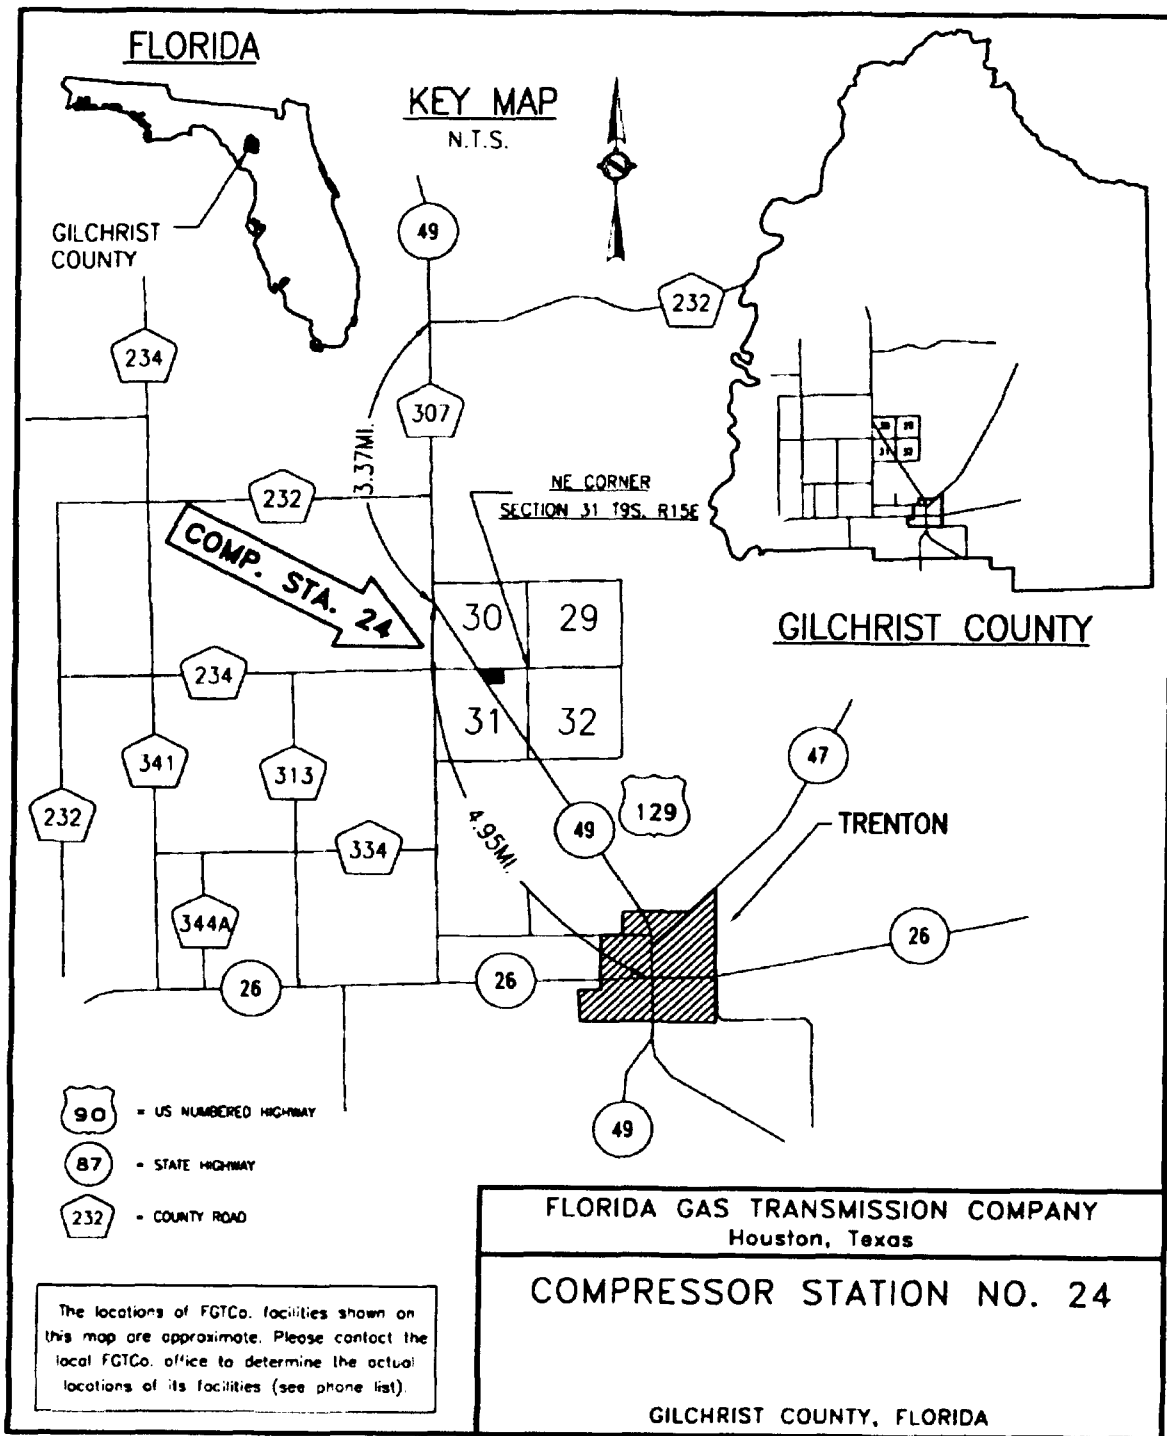 FLORIDA
KEY MAP
N.T.S.
GILCHRIST
COUNTY
49
232
234
307
3.37MI.
232
NE CORNER
SECTION 31 T9S. R15E
COMP. STA. 24
30
29
31
32
234
GILCHRIST COUNTY
30
29
31
32
341
313
232
47
129
49
TRENTON
4.95MI.
334
344A
26
26
26
49
90
= US NUMBERED HIGHWAY
87
- STATE HIGHWAY
232
- COUNTY ROAD
The locations of FGTCo. facilities shown on
this map are approximate. Please contact the
local FGTCo. office to determine the actual
locations of its facilities (see phone list).
FLORIDA GAS TRANSMISSION COMPANY
Houston, Texas
COMPRESSOR STATION NO. 24
GILCHRIST COUNTY, FLORIDA